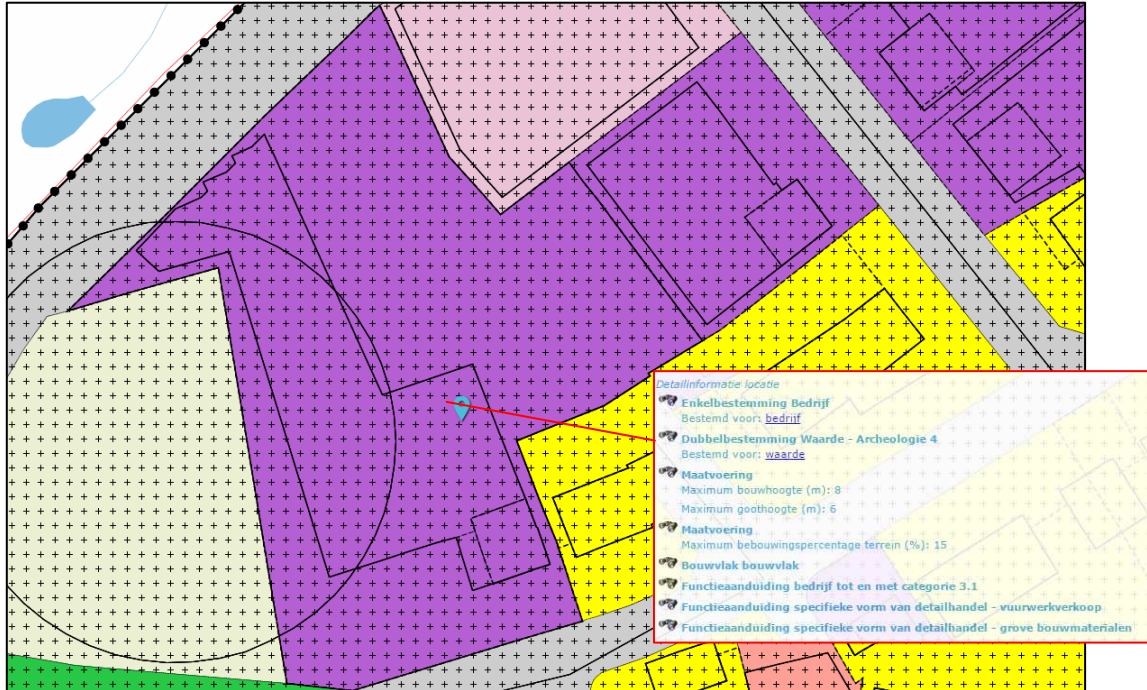 Detailinformatie locatie
Enkelbestemming Bedrijf
Bestemd voor: bedrijf
Dubbelbestemming Waarde - Archeologie 4
Bestemd voor: waarde
Maatvoering
Maximum bouwhoogte (m): 8
Maximum goothoogte (m): 6
Maatvoering
Maximum bebouwingspercentage terrein (%): 15
Bouwvlak bouwvlak
Functieaanduiding bedrijf tot en met categorie 3.1
Functieaanduiding specifieke vorm van detailhandel - vuurwerkverkoop
Functieaanduiding specifieke vorm van detailhandel - grove bouwmaterialen